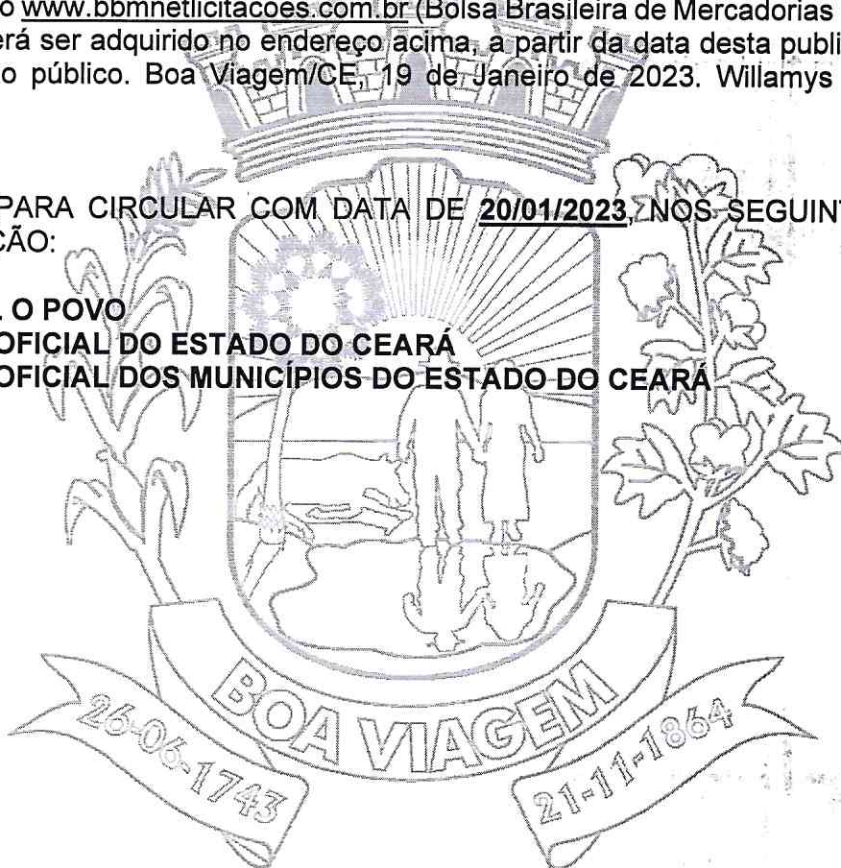 o www.bbmnetlicitacoes.com.br (Bolsa Brasileira de Mercadorias
erá ser adquirido no endereço acima, a partir da data desta publi
o público. Boa Viagem/CE, 19 de Janeiro de 2023. Willamys
PARA CIRCULAR COM DATA DE 20/01/2023, NOS SEGUINT
ÇÃO:
O POVO
OFICIAL DO ESTADO DO CEARÁ
OFICIAL DOS MUNICÍPIOS DO ESTADO DO CEARÁ
BOA VIAGEM
26-06-1743
21-11-1864